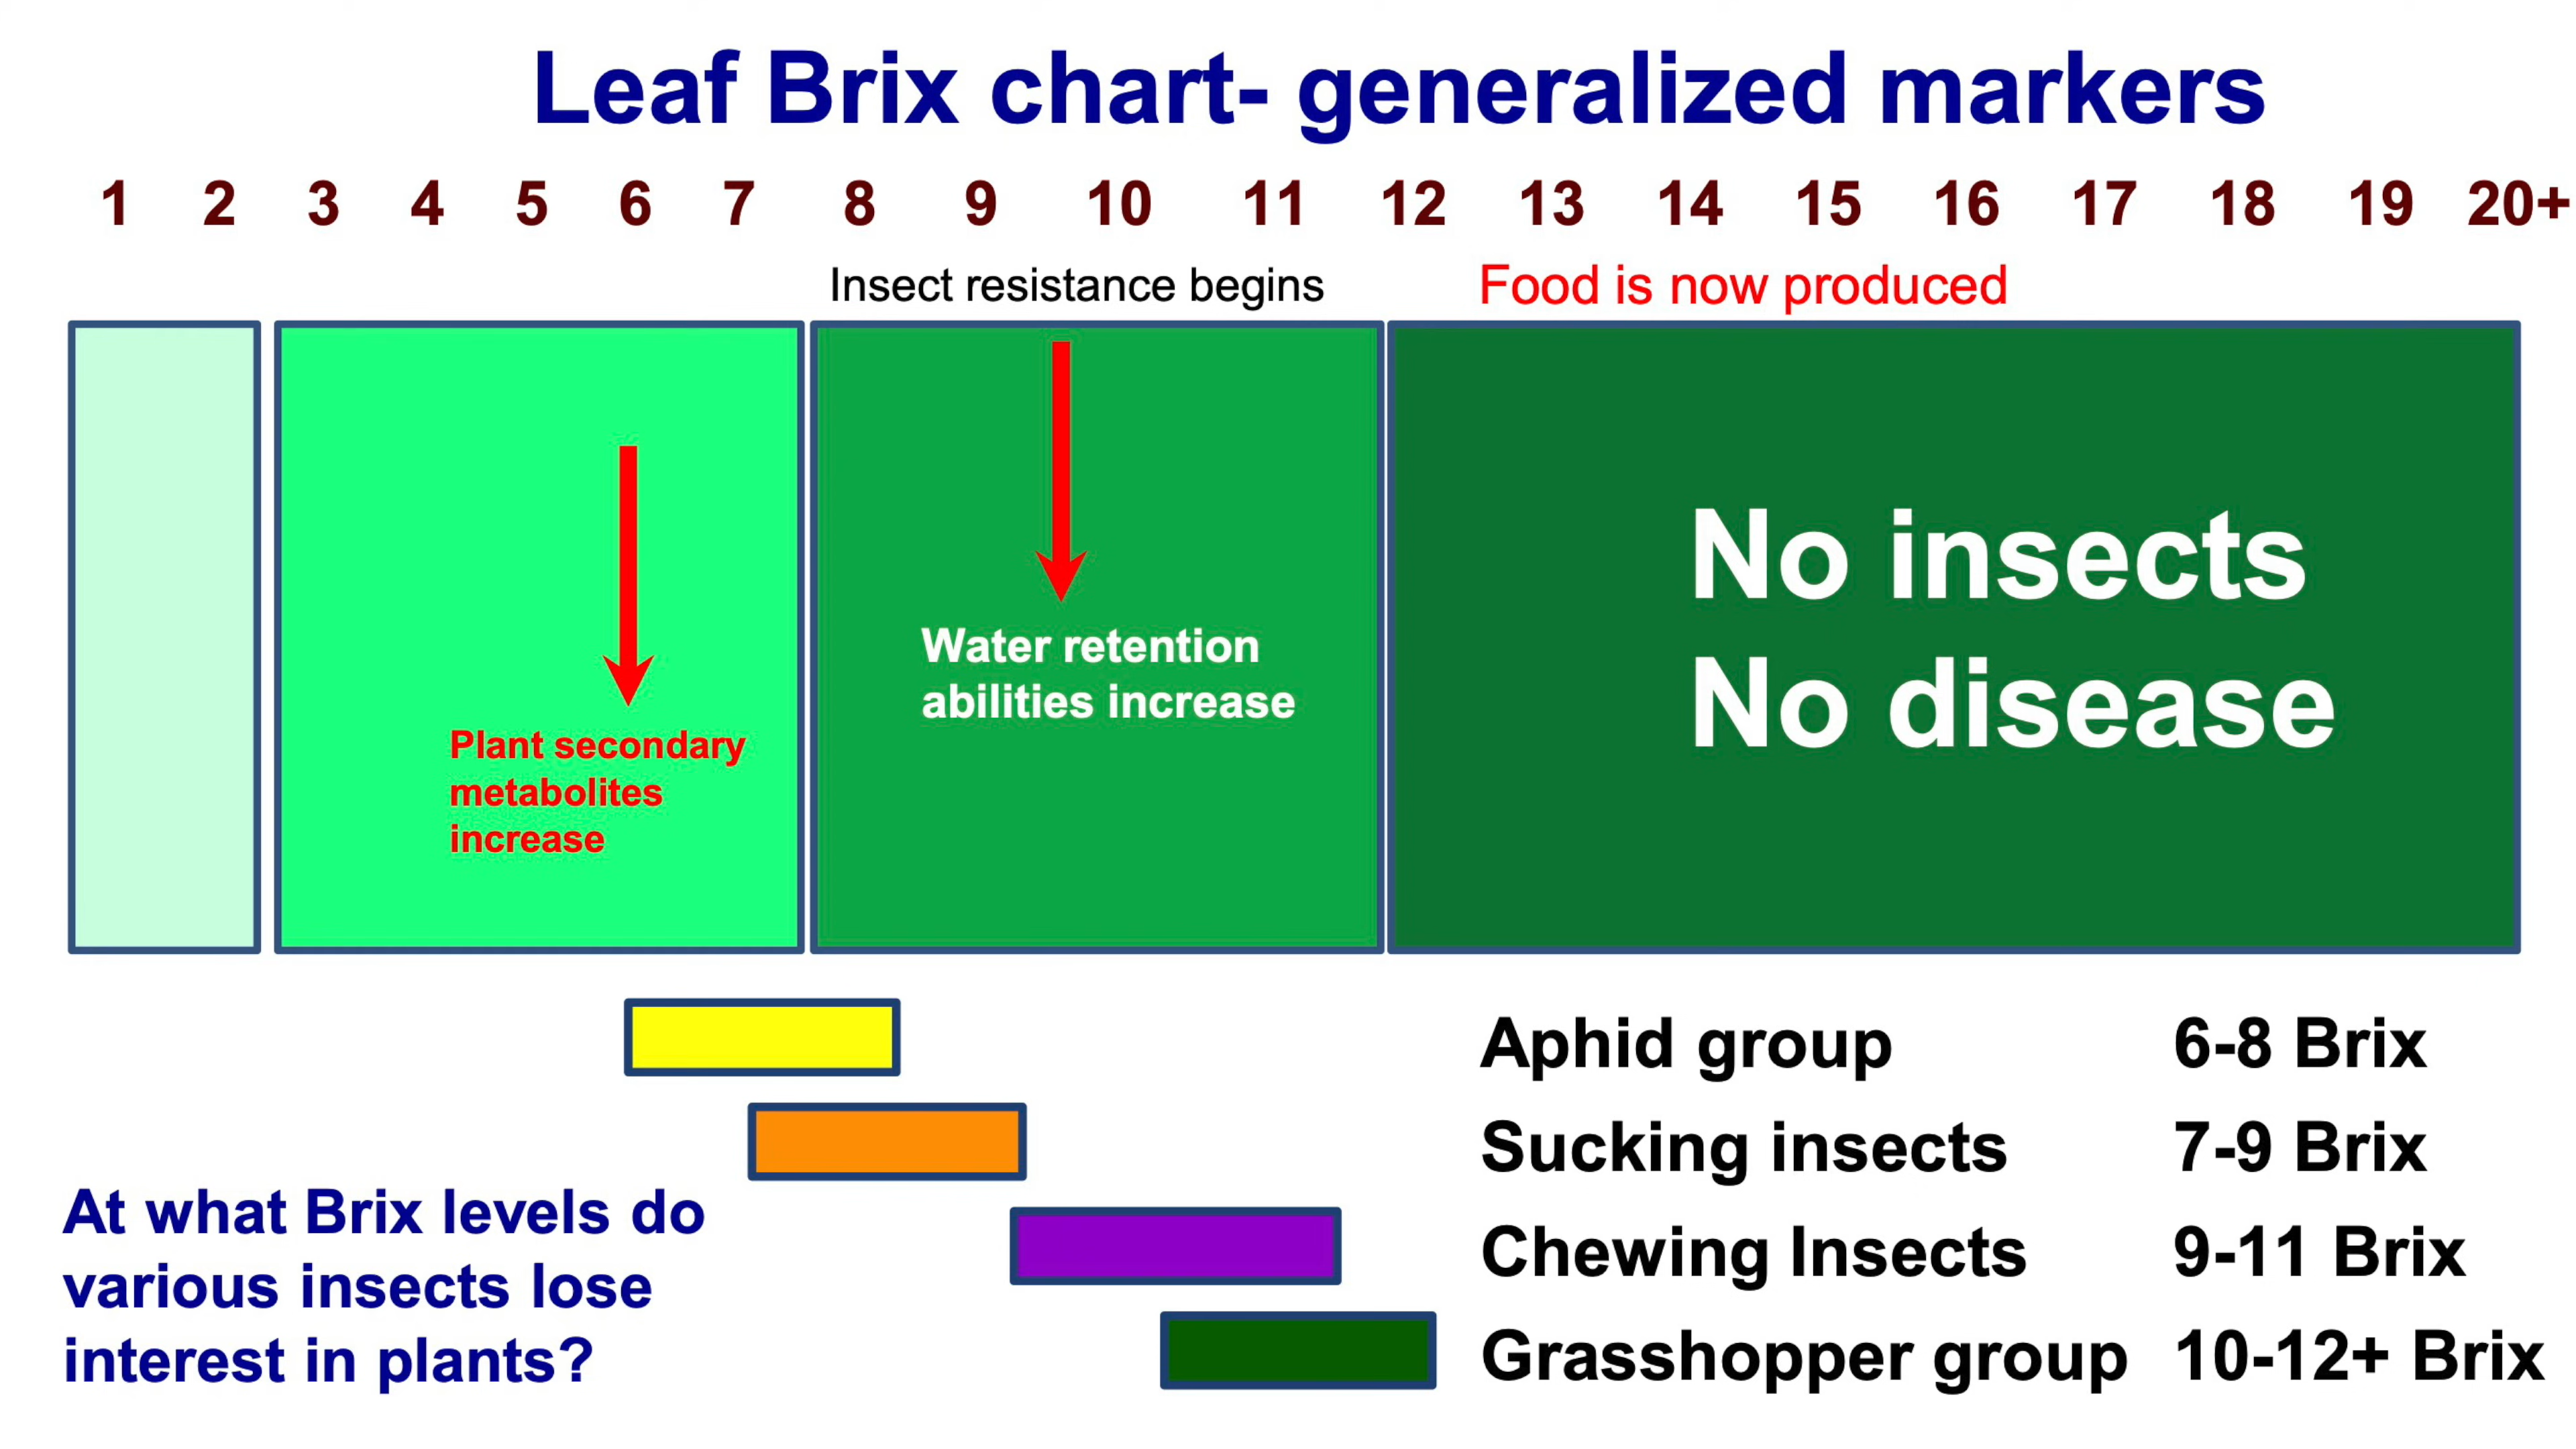 Leaf Brix chart- generalized markers
1 2 3 4 5 6 7 8 9 10 11 12 13 14 15 16 17 18 19 20+
Insect resistance begins Food is now produced
No insects
No disease
Water retention
abilities increase
Plant secondary
metabolites
increase
Aphid group 6-8 Brix
Sucking insects 7-9 Brix
Chewing Insects 9-11 Brix
Grasshopper group 10-12+ Brix
At what Brix levels do
various insects lose
interest in plants?